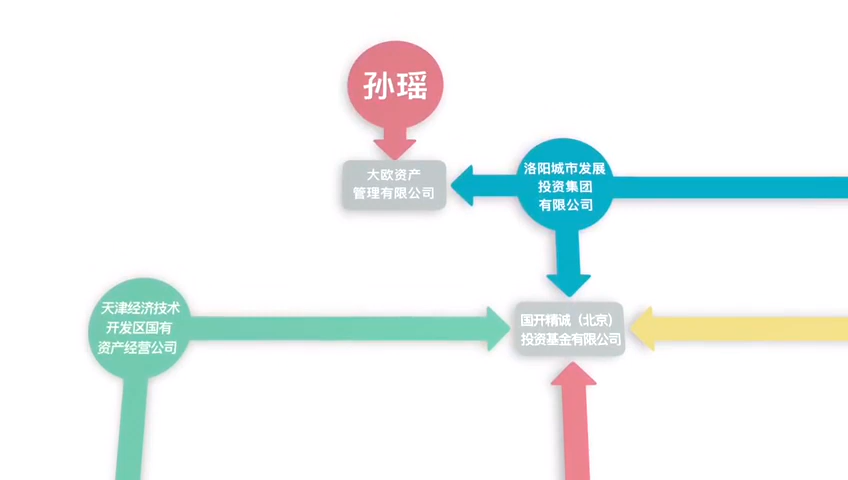 孙瑶
大欧资产
管理有限公司
洛阳城市发展
投资集团
有限公司
天津经济技术
开发区国有
资产经营公司
国开精诚（北京）
投资基金有限公司